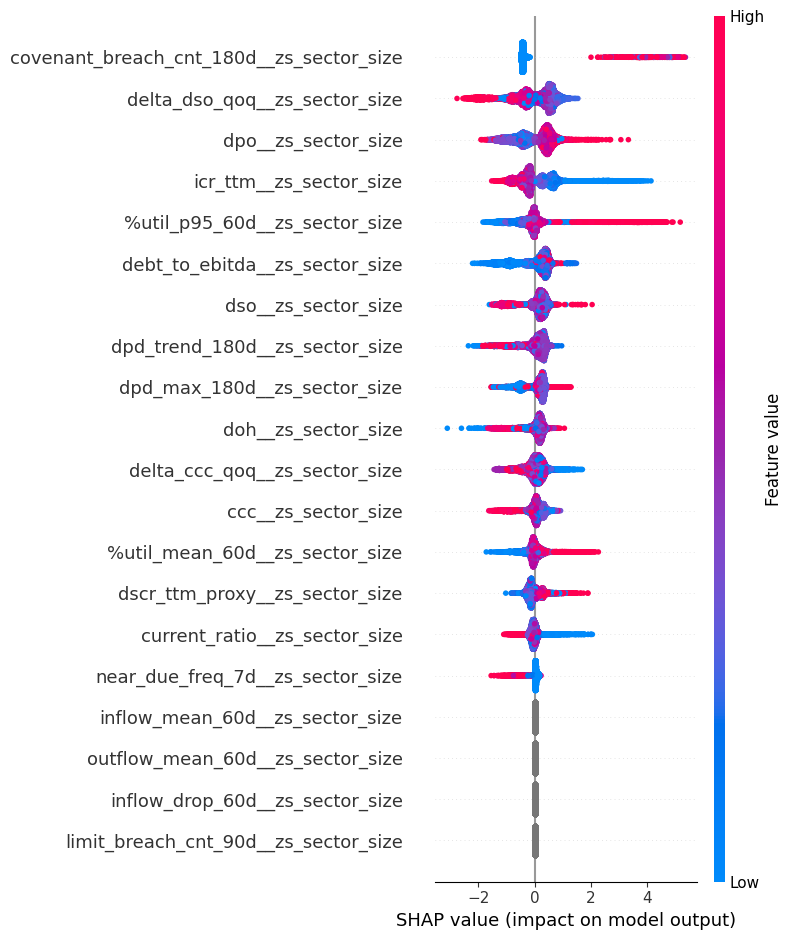 High
covenant_breach_cnt_180d__zs_sector_size
delta_dso_qoq__zs_sector_size
dpo__zs_sector_size
icr_ttm__zs_sector_size
%util_p95_60d__zs_sector_size
debt_to_ebitda__zs_sector_size
dso__zs_sector_size
dpd_trend_180d__zs_sector_size
dpd_max_180d__zs_sector_size
doh__zs_sector_size
delta_ccc_qoq__zs_sector_size
ccc__zs_sector_size
%util_mean_60d__zs_sector_size
dscr_ttm_proxy__zs_sector_size
current_ratio__zs_sector_size
near_due_freq_7d__zs_sector_size
inflow_mean_60d__zs_sector_size
outflow_mean_60d__zs_sector_size
inflow_drop_60d__zs_sector_size
limit_breach_cnt_90d__zs_sector_size
Feature value
Low
−2 0 2 4
SHAP value (impact on model output)